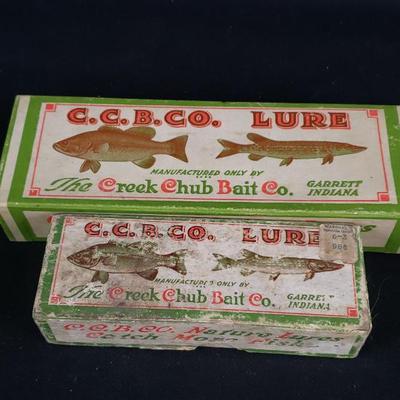 C.C.B.CO. LURE
MANUFACTURED ONLY BY
The Creek Chub Bait Co. GARRETT INDIANA
C.C.B.CO. LURE
MANUFACTURED ONLY BY
The Creek Chub Bait Co. GARRETT INDIANA
C.C.B.CO. Nature Lures
Catch More Fish